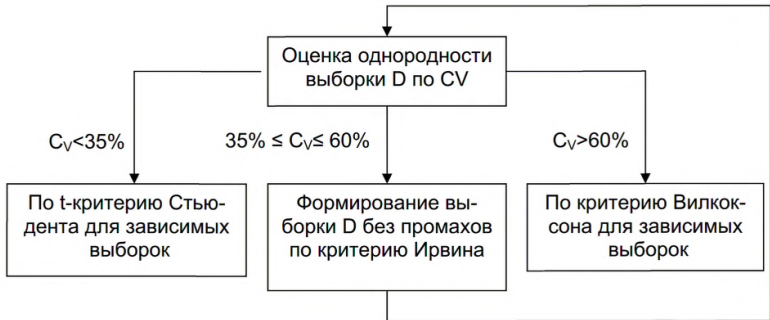 Оценка однородности
выборки D по CV
Cv<35%
35% ≤ Cv≤ 60%
Cv>60%
По t-критерию Стью-
дента для зависимых
выборок
Формирование вы-
борки D без промахов
по критерию Ирвина
По критерию Вилкок-
сона для зависимых
выборок